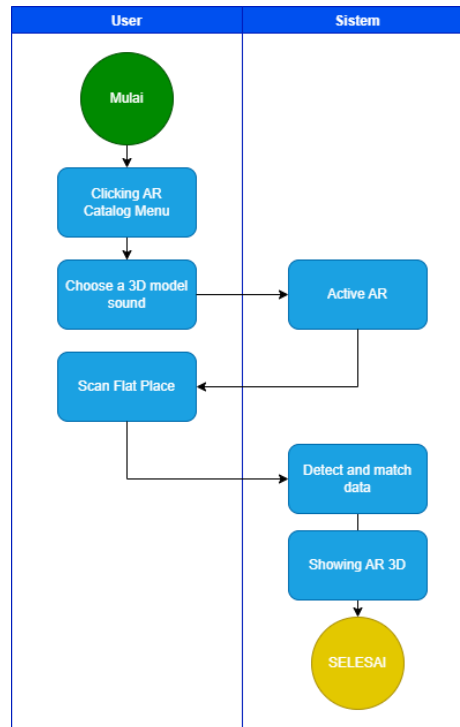 User
Sistem
Mulai
Clicking AR
Catalog Menu
Choose a 3D model
sound
Active AR
Scan Flat Place
Detect and match
data
Showing AR 3D
SELESAI